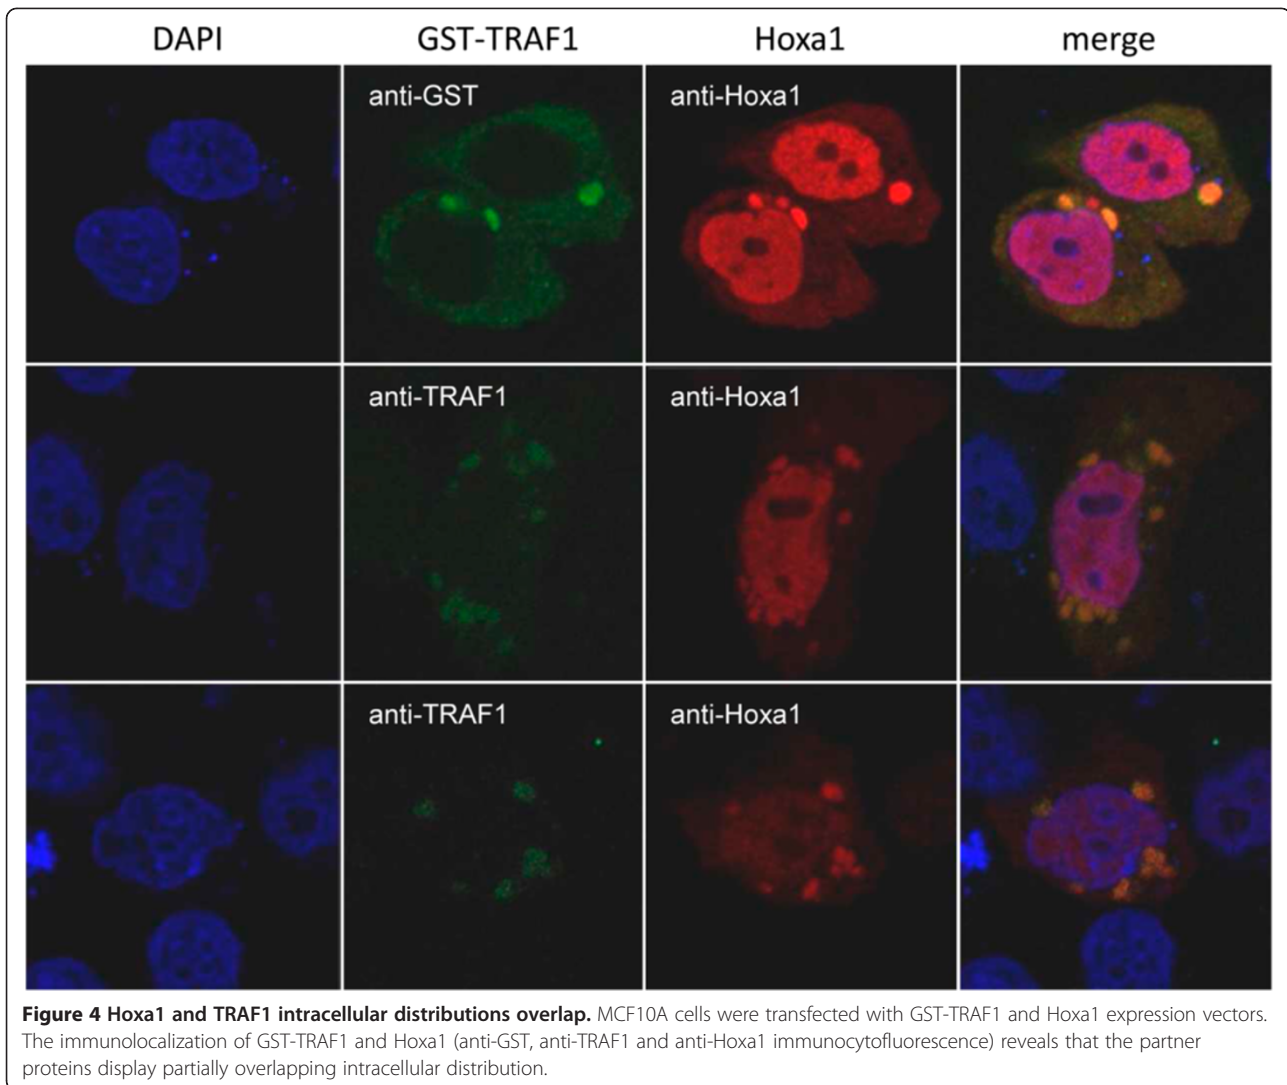 DAPI GST-TRAF1 Hoxa1 merge
anti-GST anti-Hoxa1
anti-TRAF1 anti-Hoxa1
anti-TRAF1 anti-Hoxa1
Figure 4 Hoxa1 and TRAF1 intracellular distributions overlap. MCF10A cells were transfected with GST-TRAF1 and Hoxa1 expression vectors.
The immunolocalization of GST-TRAF1 and Hoxa1 (anti-GST, anti-TRAF1 and anti-Hoxa1 immunocytofluorescence) reveals that the partner
proteins display partially overlapping intracellular distribution.